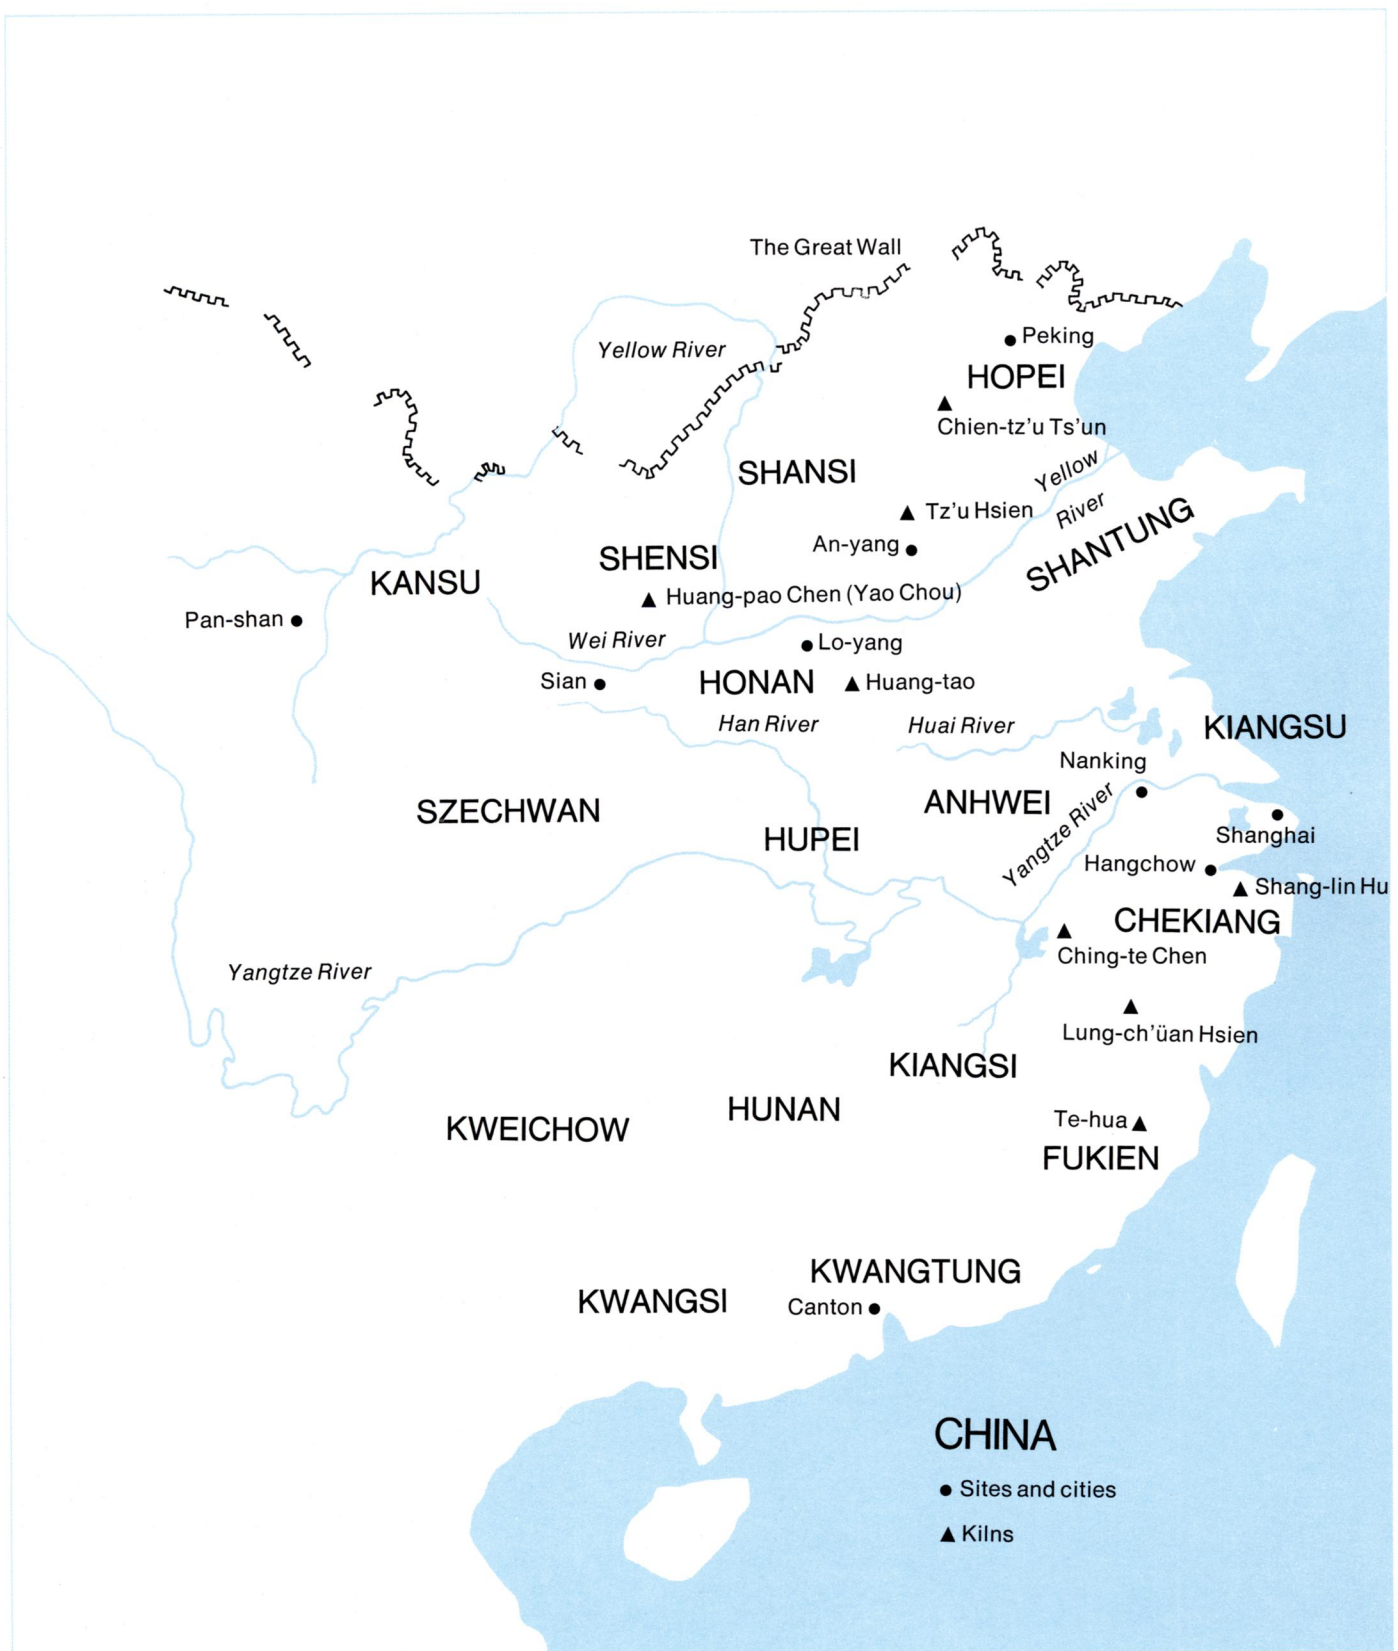 The Great Wall
Peking
Yellow River
HOPEI
Chien-tz'u Ts'un
SHANSI
Yellow
River
Tz'u Hsien
SHANTUNG
An-yang
SHENSI
KANSU
Huang-pao Chen (Yao Chou)
Pan-shan
Wei River
Lo-yang
Sian
HONAN
Huang-tao
Han River
Huai River
KIANGSU
Nanking
SZECHWAN
ANHWEI
Yangtze River
HUPEI
Shanghai
Hangchow
Shang-lin Hu
CHEKIANG
Ching-te Chen
Yangtze River
Lung-ch'üan Hsien
KIANGSI
HUNAN
KWEICHOW
Te-hua
FUKIEN
KWANGTUNG
KWANGSI
Canton
CHINA
Sites and cities
Kilns